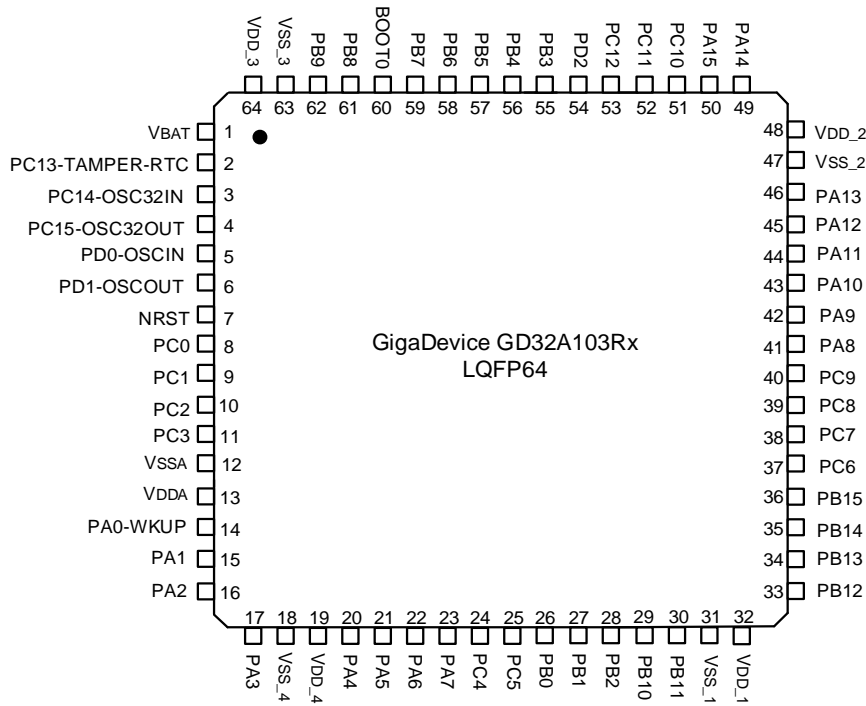 VDD_3 VSS_3 PB9 PB8 BOOT0 PB7 PB6 PB5 PB4 PB3 PD2 PC12 PC11 PC10 PA15 PA14
64 63 62 61 60 59 58 57 56 55 54 53 52 51 50 49
VBAT 1
PC13-TAMPER-RTC 2
PC14-OSC32IN 3
PC15-OSC32OUT 4
PD0-OSCIN 5
PD1-OSCOUT 6
NRST 7
PC0 8
PC1 9
PC2 10
PC3 11
VSSA 12
VDDA 13
PA0-WKUP 14
PA1 15
PA2 16
GigaDevice GD32A103Rx
LQFP64
48 VDD_2
47 VSS_2
46 PA13
45 PA12
44 PA11
43 PA10
42 PA9
41 PA8
40 PC9
39 PC8
38 PC7
37 PC6
36 PB15
35 PB14
34 PB13
33 PB12
17 18 19 20 21 22 23 24 25 26 27 28 29 30 31 32
PA3 VSS_4 VDD_4 PA4 PA5 PA6 PA7 PC4 PC5 PB0 PB1 PB2 PB10 PB11 VSS_1 VDD_1